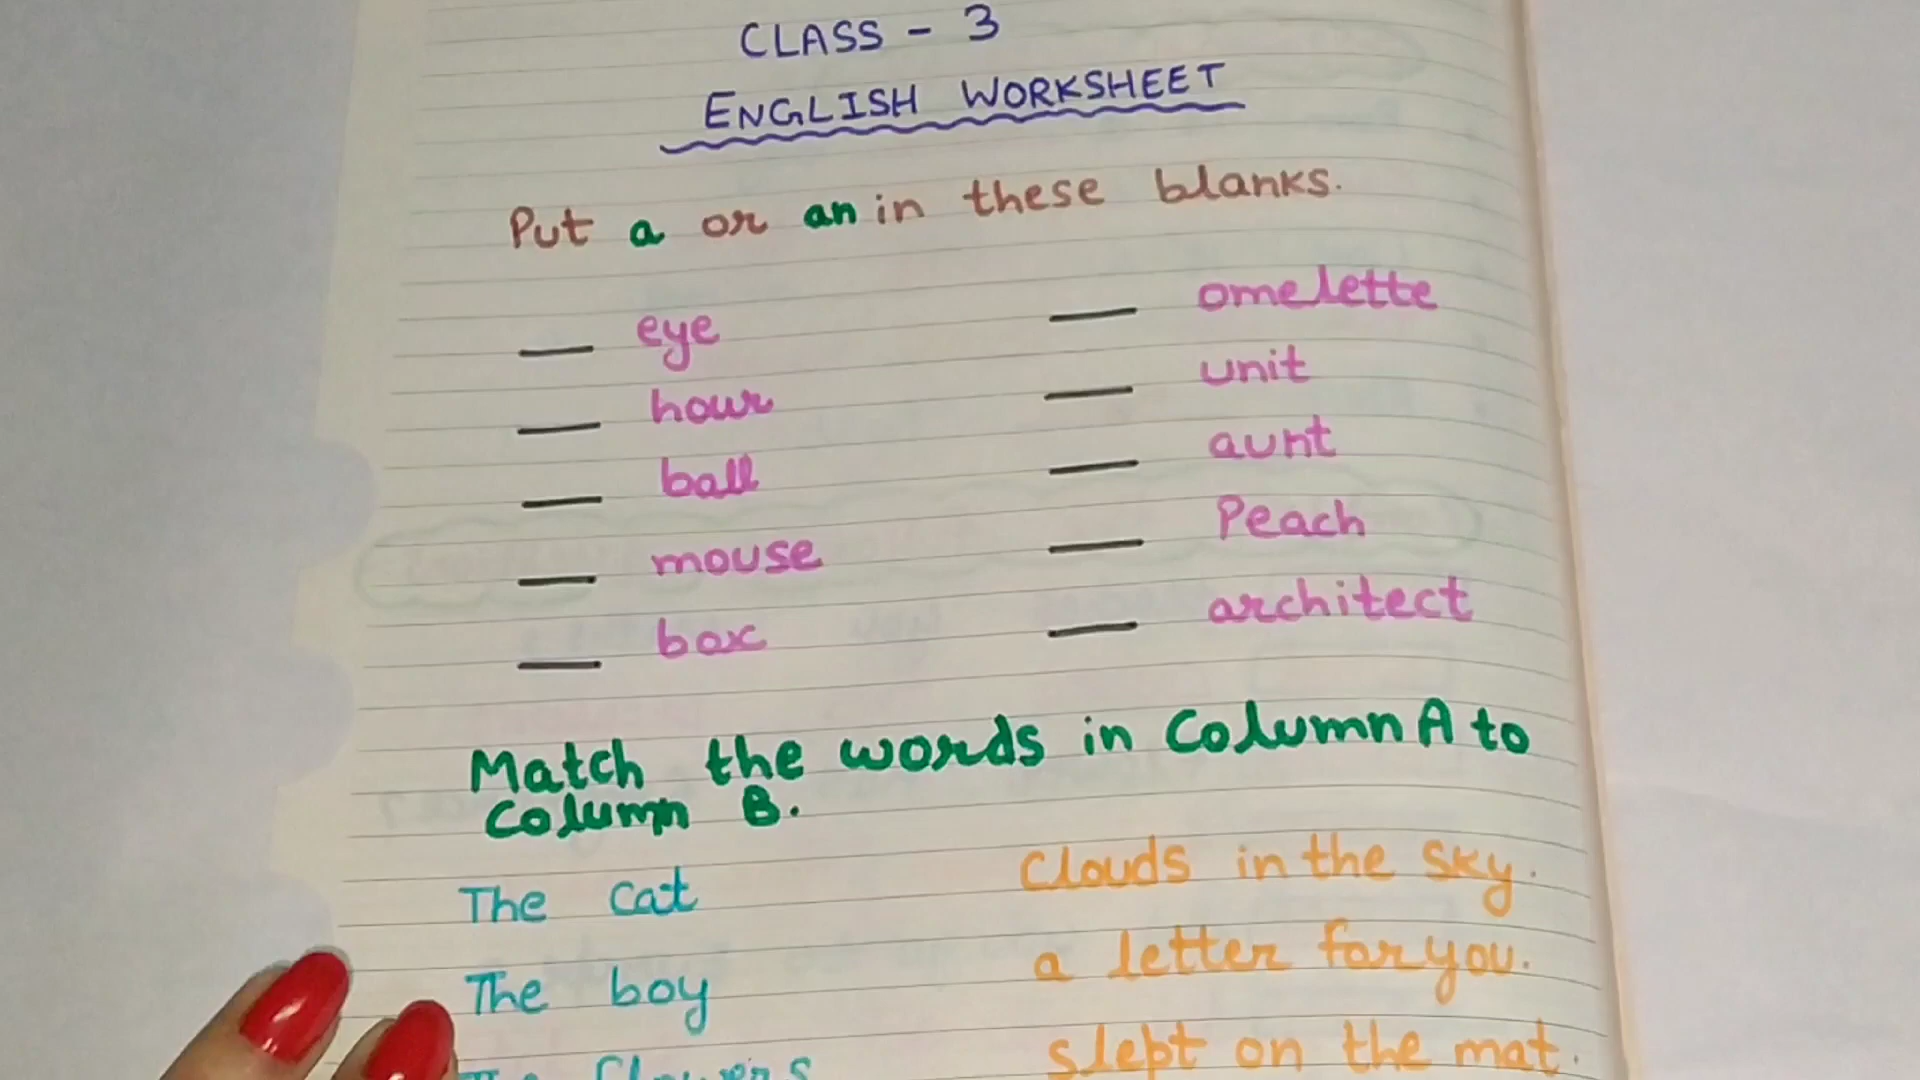 CLASS - 3
ENGLISH WORKSHEET
Put a or an in these blanks.
__ eye __ omelette
__ hour __ unit
__ ball __ aunt
__ mouse __ Peach
__ box __ architect
Match the words in Column A to
Column B.
The cat Clouds in the sky.
The boy a letter for you.
The flowers slept on the mat.